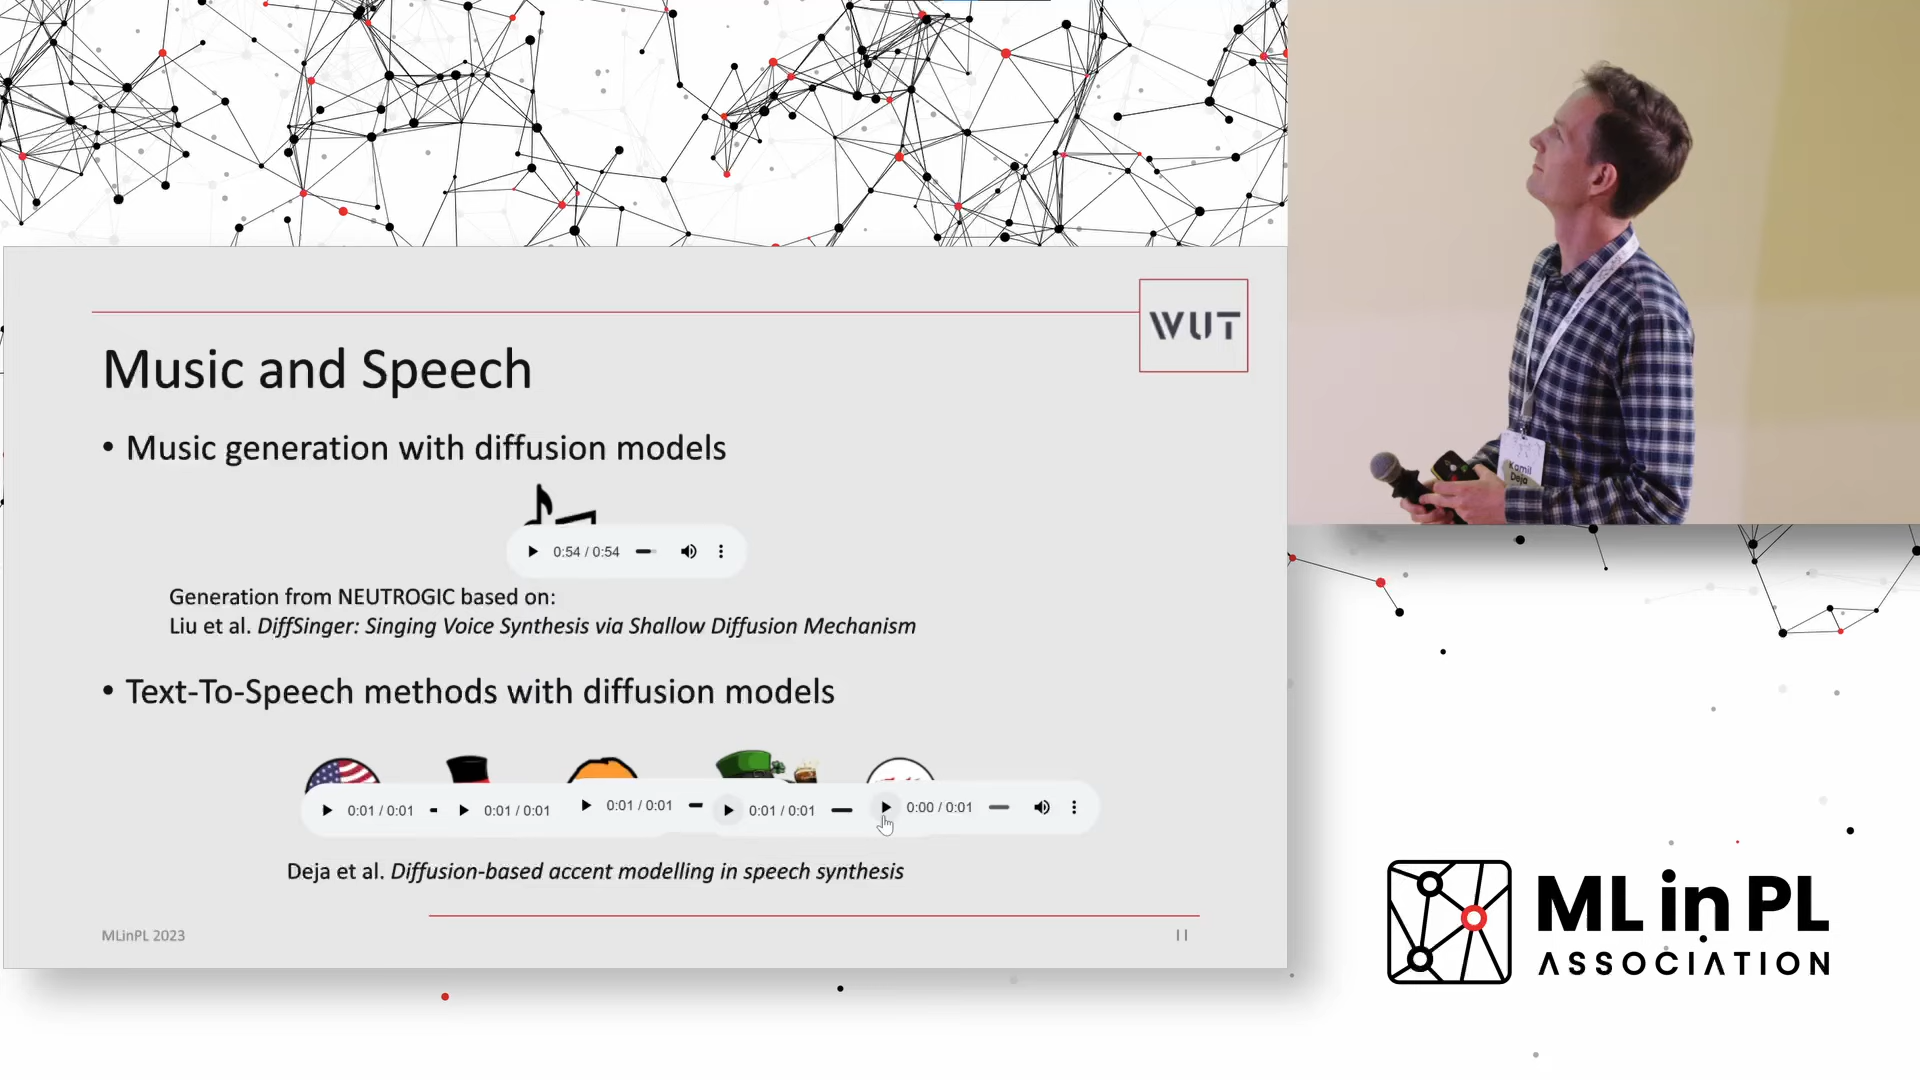 WUT
Music and Speech
• Music generation with diffusion models
0:54 / 0:54
Generation from NEUTROGIC based on:
Liu et al. DiffSinger: Singing Voice Synthesis via Shallow Diffusion Mechanism
• Text-To-Speech methods with diffusion models
0:01 / 0:01
0:01 / 0:01
0:01 / 0:01
0:01 / 0:01
0:00 / 0:01
Deja et al. Diffusion-based accent modelling in speech synthesis
MLinPL 2023
11
Kamil
Deja
ML in PL
ASSOCIATION